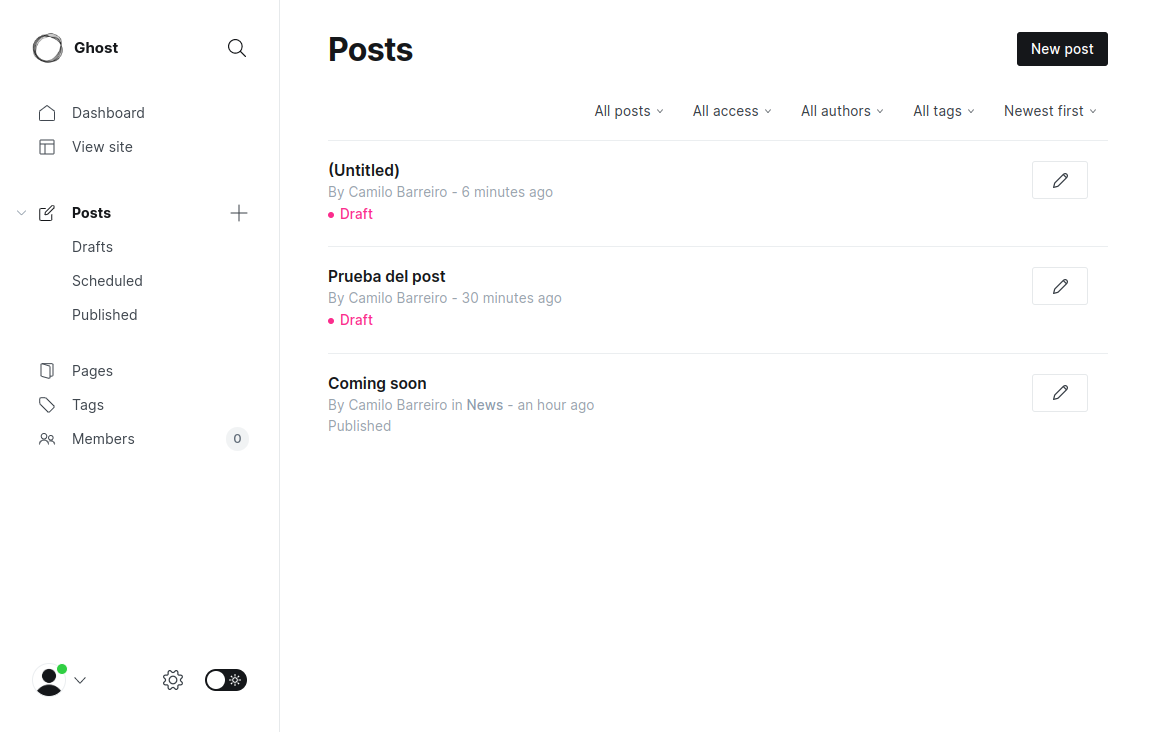 Ghost
Dashboard
View site
Posts
Drafts
Scheduled
Published
Pages
Tags
Members
0
Posts
New post
All posts
All access
All authors
All tags
Newest first
(Untitled)
By Camilo Barreiro - 6 minutes ago
Draft
Prueba del post
By Camilo Barreiro - 30 minutes ago
Draft
Coming soon
By Camilo Barreiro in News - an hour ago
Published